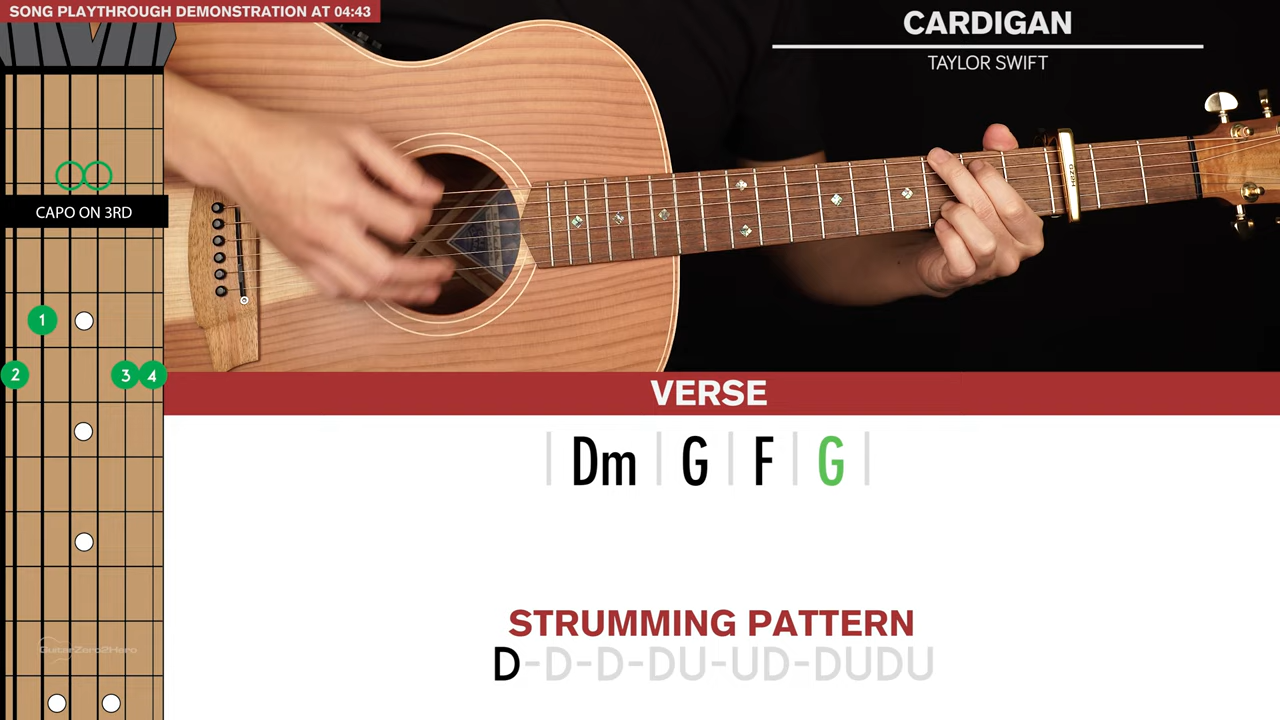 SONG PLAYTHROUGH DEMONSTRATION AT 04:43
CARDIGAN
TAYLOR SWIFT
CAPO ON 3RD
1
2 3 4
VERSE
| Dm | G | F | G |
STRUMMING PATTERN
D-D-D-DU-UD-DUDU
GuitarZero2Hero